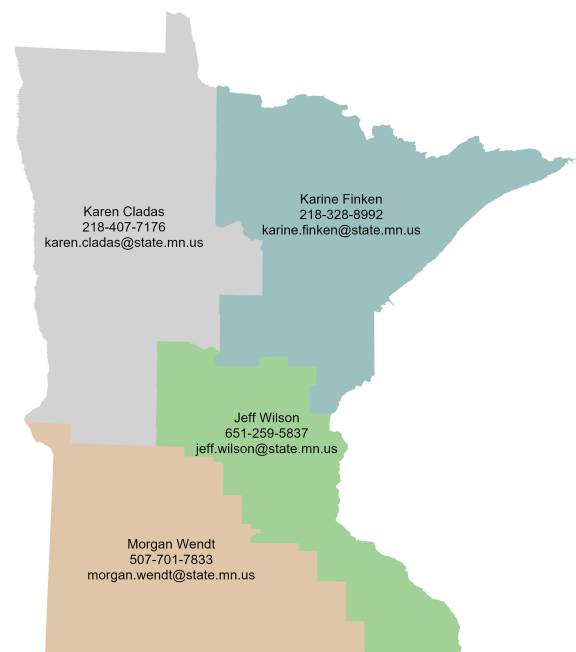 Karen Cladas
218-407-7176
karen.cladas@state.mn.us
Karine Finken
218-328-8992
karine.finken@state.mn.us
Jeff Wilson
651-259-5837
jeff.wilson@state.mn.us
Morgan Wendt
507-701-7833
morgan.wendt@state.mn.us